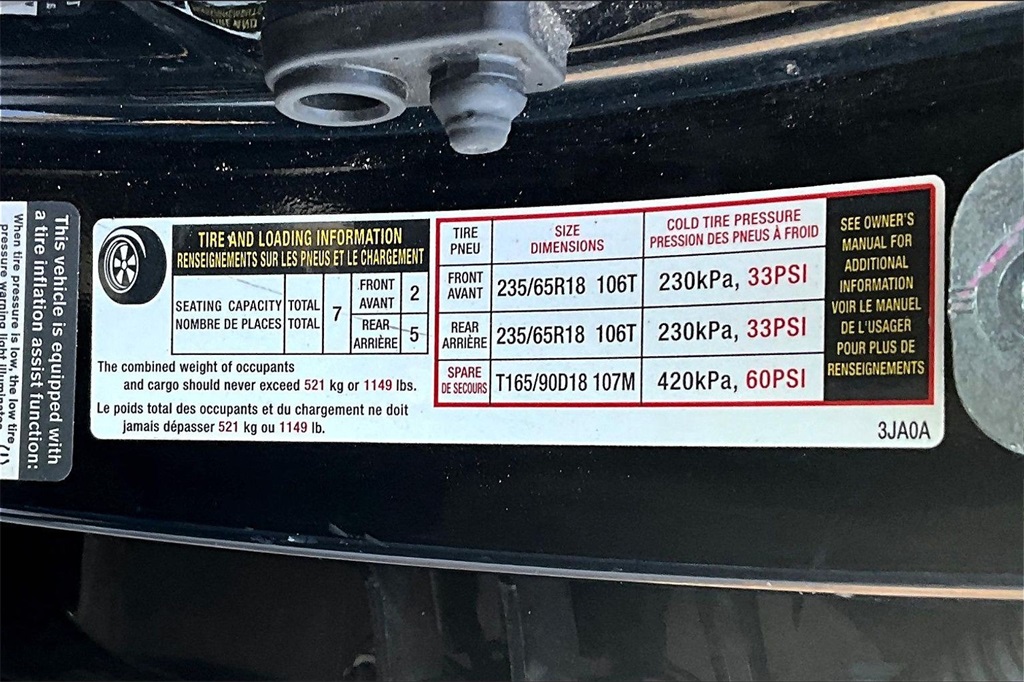 This vehicle is equipped with
a tire inflation assist function:
When tire pressure is low, the low tire
pressure warning light illuminates. (1)
TIRE AND LOADING INFORMATION
RENSEIGNEMENTS SUR LES PNEUS ET LE CHARGEMENT
SEATING CAPACITY TOTAL 7 FRONT AVANT 2
NOMBRE DE PLACES TOTAL REAR ARRIÈRE 5
The combined weight of occupants
and cargo should never exceed 521 kg or 1149 lbs.
Le poids total des occupants et du chargement ne doit
jamais dépasser 521 kg ou 1149 lb.
TIRE PNEU SIZE DIMENSIONS COLD TIRE PRESSURE PRESSION DES PNEUS À FROID
FRONT AVANT 235/65R18 106T 230kPa, 33PSI
REAR ARRIÈRE 235/65R18 106T 230kPa, 33PSI
SPARE DE SECOURS T165/90D18 107M 420kPa, 60PSI
SEE OWNER'S
MANUAL FOR
ADDITIONAL
INFORMATION
VOIR LE MANUEL
DE L'USAGER
POUR PLUS DE
RENSEIGNEMENTS
3JA0A